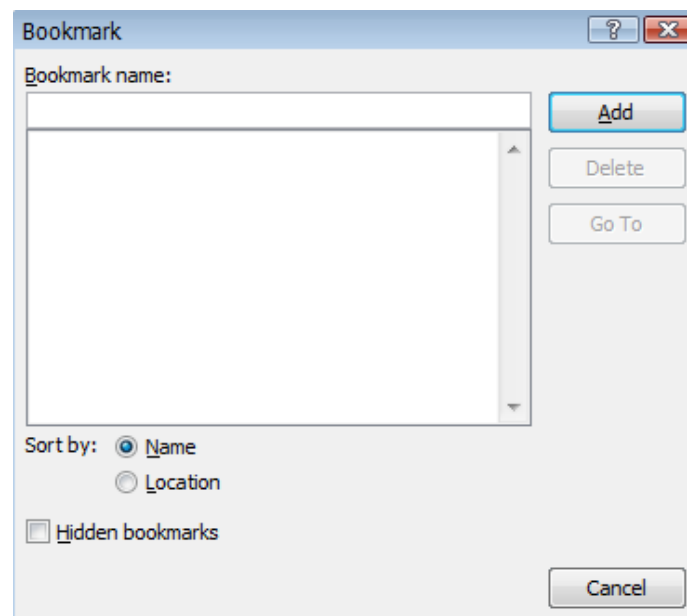 Bookmark
Bookmark name:
Add
Delete
Go To
Sort by: Name
Location
Hidden bookmarks
Cancel